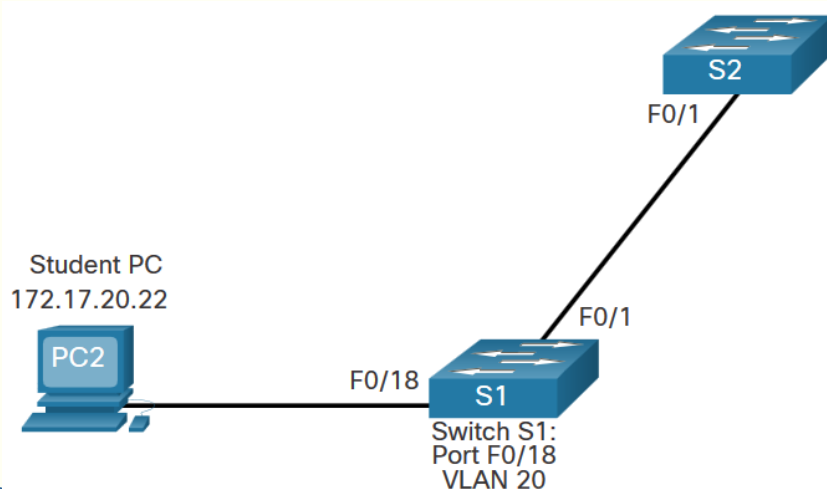 S2
F0/1
Student PC
172.17.20.22
F0/1
PC2
F0/18
S1
Switch S1:
Port F0/18
VLAN 20